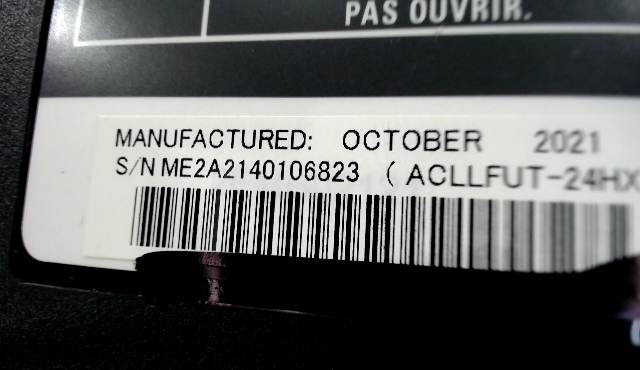 PAS OUVRIR.
MANUFACTURED: OCTOBER 2021
S/N ME2A2140106823 ( ACLLFUT-24HX